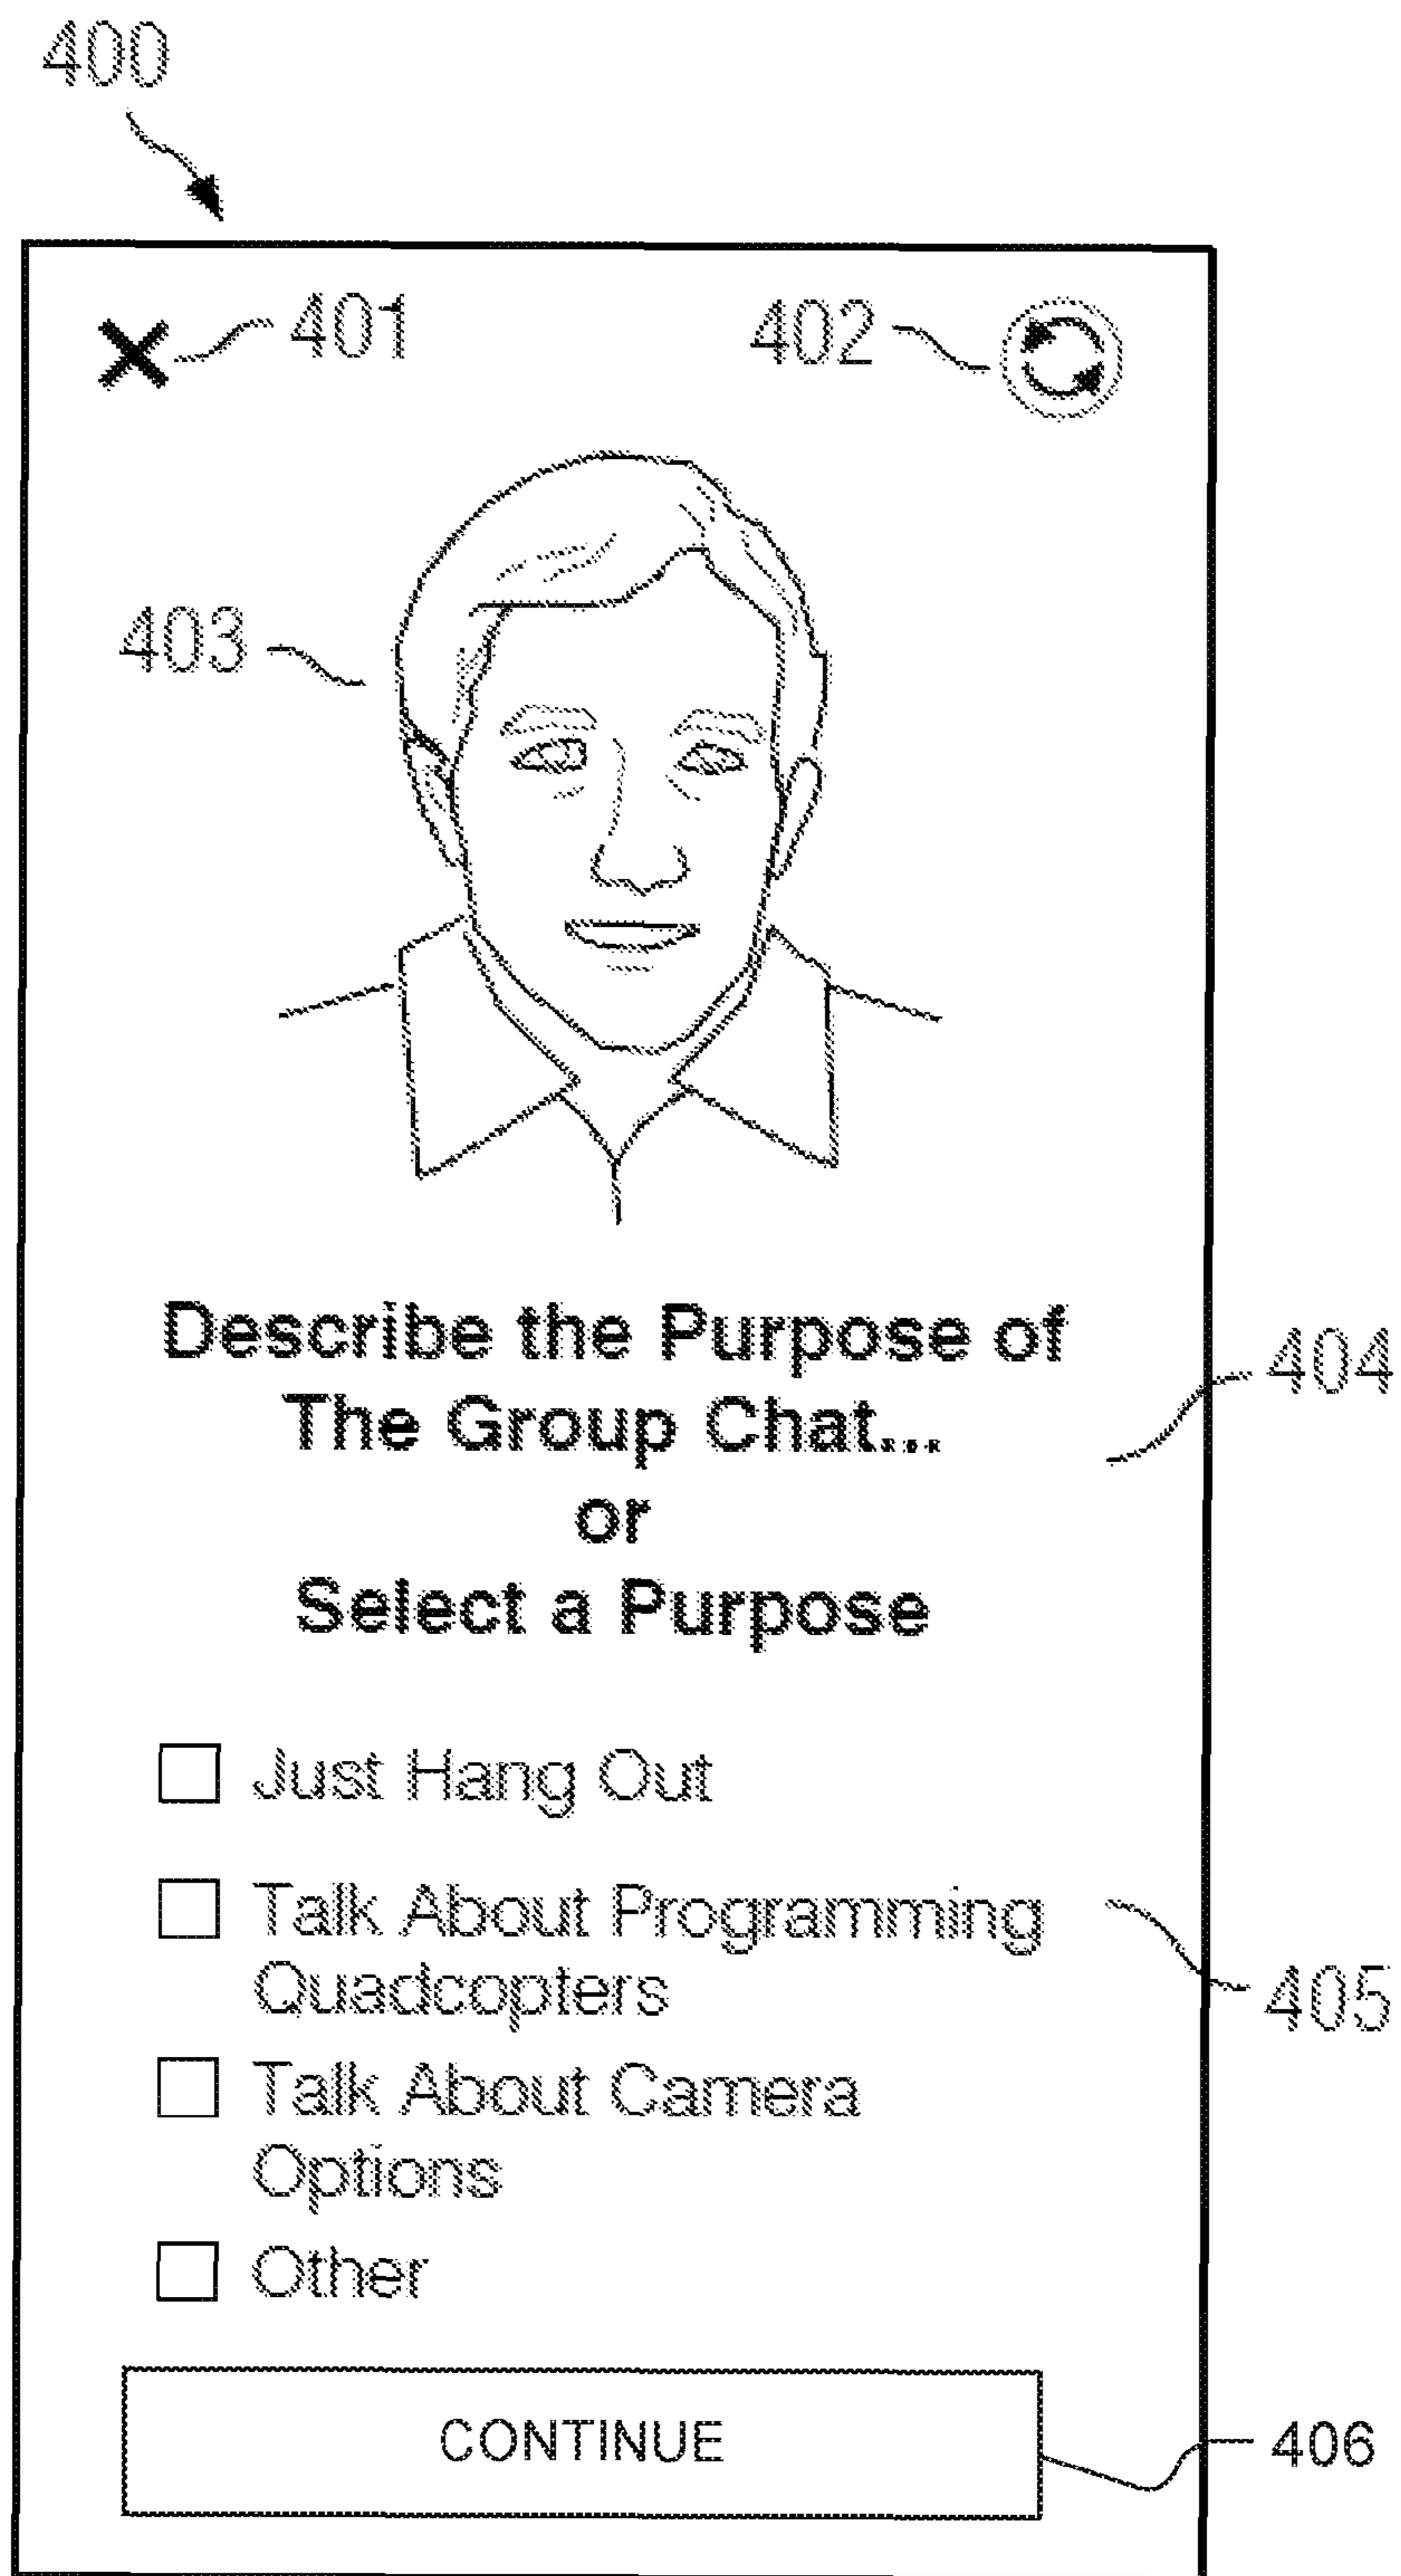 400
401
402
403
Describe the Purpose of
The Group Chat...
or
Select a Purpose
404
Just Hang Out
Talk About Programming
Quadcopters
405
Talk About Camera
Options
Other
CONTINUE
406